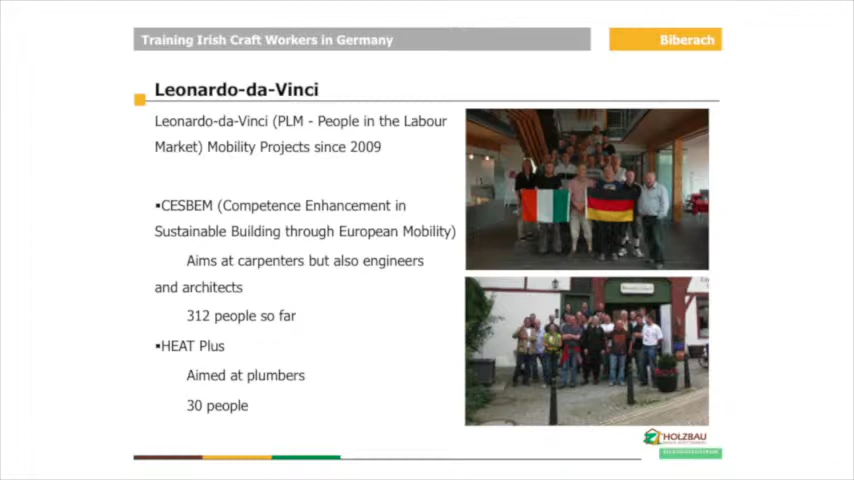 Training Irish Craft Workers in Germany
Biberach
Leonardo-da-Vinci
Leonardo-da-Vinci (PLM - People in the Labour
Market) Mobility Projects since 2009
▪CESBEM (Competence Enhancement in
Sustainable Building through European Mobility)
Aims at carpenters but also engineers
and architects
312 people so far
▪HEAT Plus
Aimed at plumbers
30 people
HOLZBAU